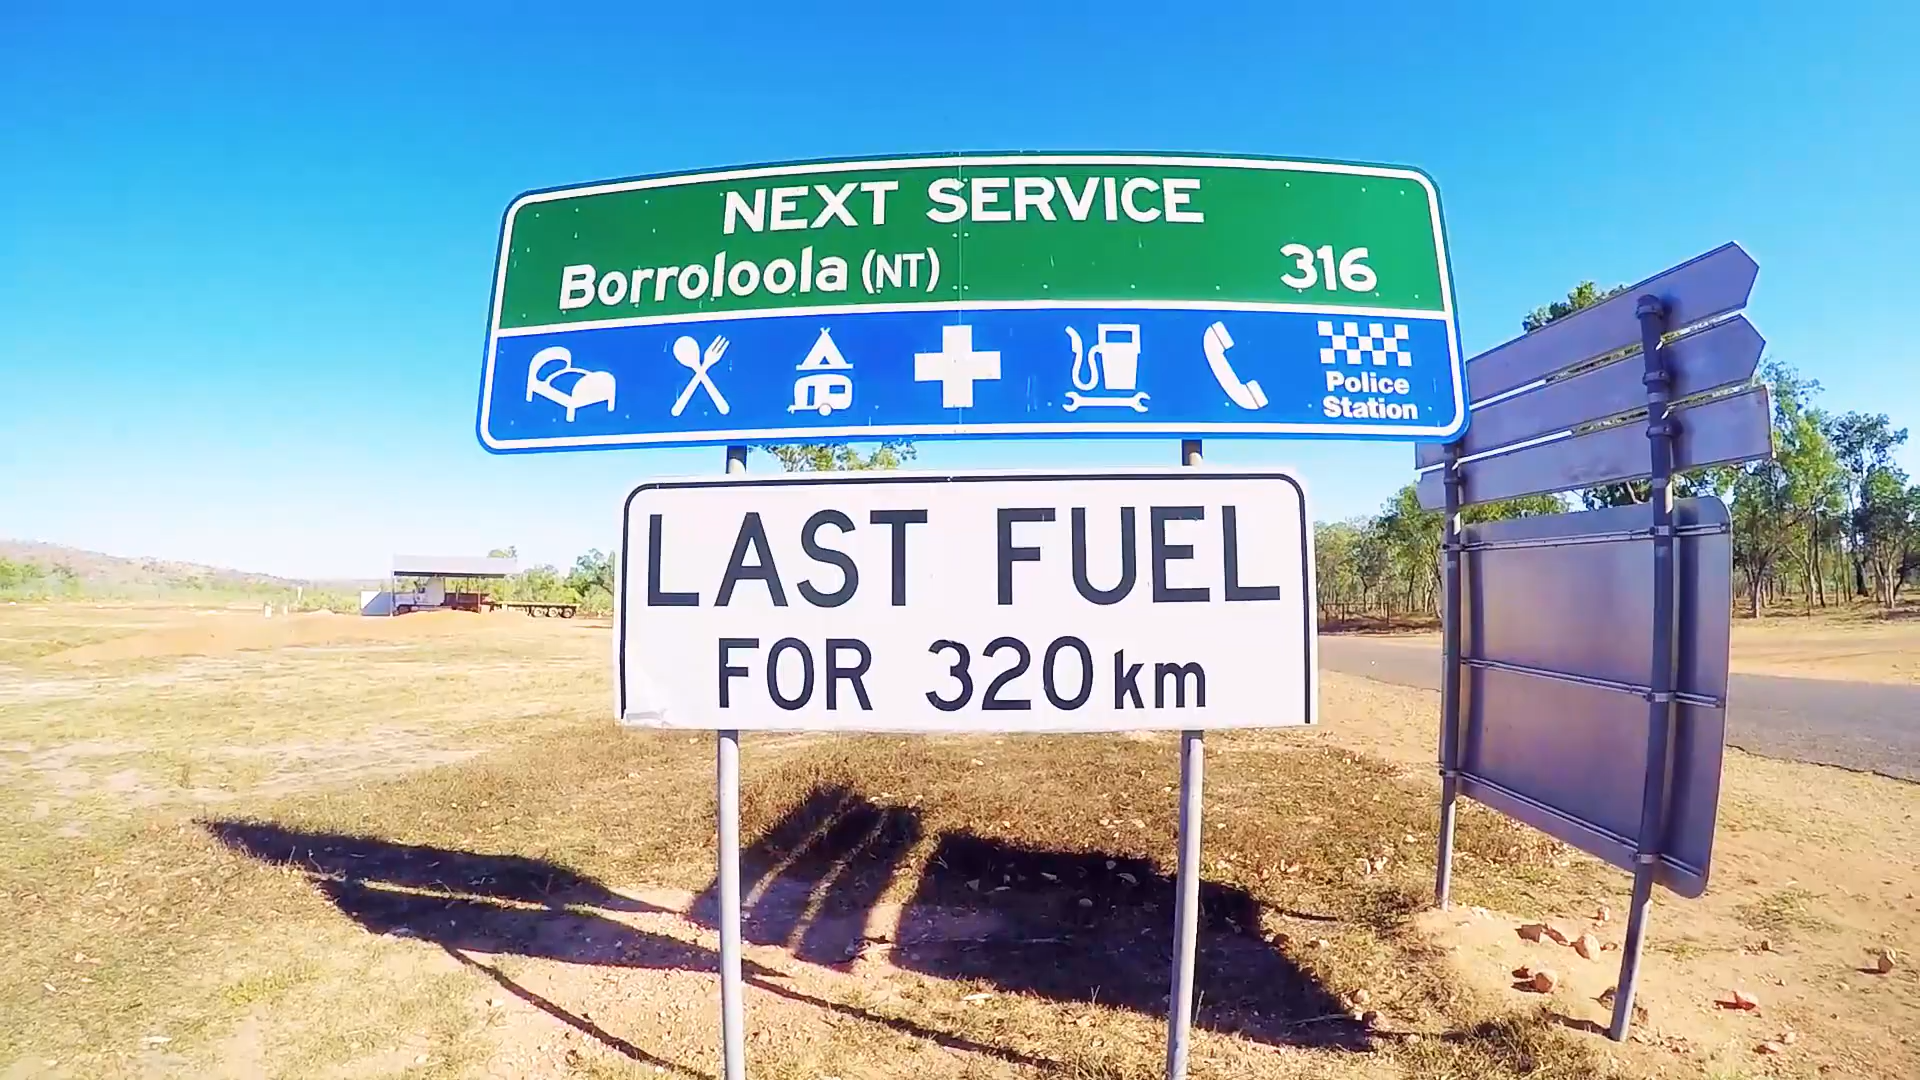 NEXT SERVICE
Borroloola (NT) 316
Police
Station
LAST FUEL
FOR 320 km